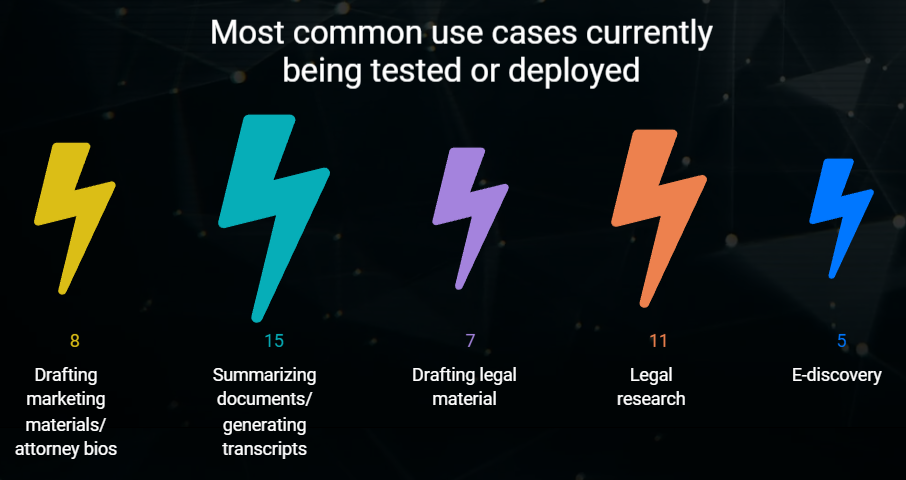 Most common use cases currently
being tested or deployed
8
Drafting
marketing
materials/
attorney bios
15
Summarizing
documents/
generating
transcripts
7
Drafting legal
material
11
Legal
research
5
E-discovery